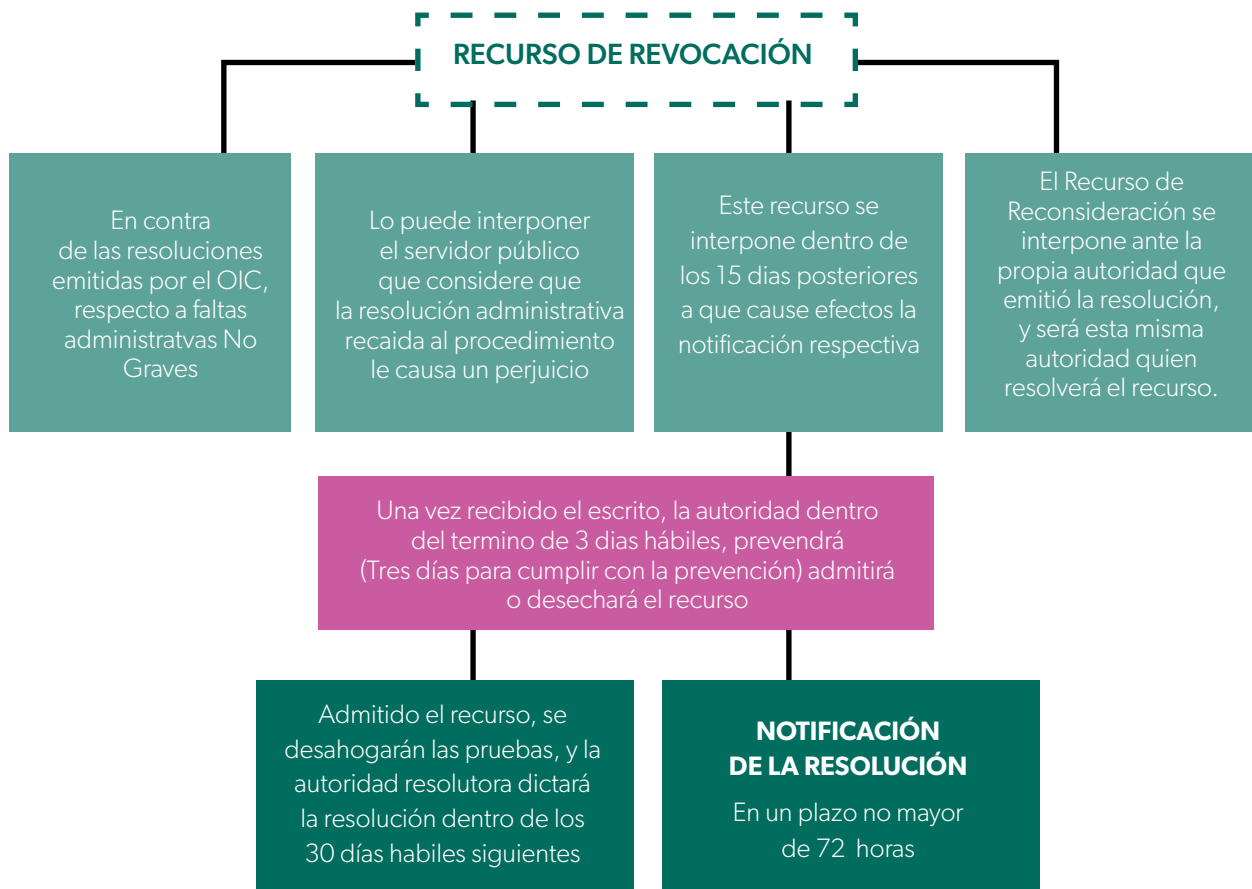 RECURSO DE REVOCACIÓN
En contra
de las resoluciones
emitidas por el OIC,
respecto a faltas
administratvas No
Graves
Lo puede interponer
el servidor público
que considere que
la resolución administrativa
recaida al procedimiento
le causa un perjuicio
Este recurso se
interpone dentro de
los 15 dias posteriores
a que cause efectos la
notificación respectiva
El Recurso de
Reconsideración se
interpone ante la
propia autoridad que
emitió la resolución,
y será esta misma
autoridad quien
resolverá el recurso.
Una vez recibido el escrito, la autoridad dentro
del termino de 3 dias hábiles, prevendrá
(Tres días para cumplir con la prevención) admitirá
o desechará el recurso
Admitido el recurso, se
desahogarán las pruebas, y la
autoridad resolutora dictará
la resolución dentro de los
30 días habiles siguientes
NOTIFICACIÓN
DE LA RESOLUCIÓN
En un plazo no mayor
de 72 horas